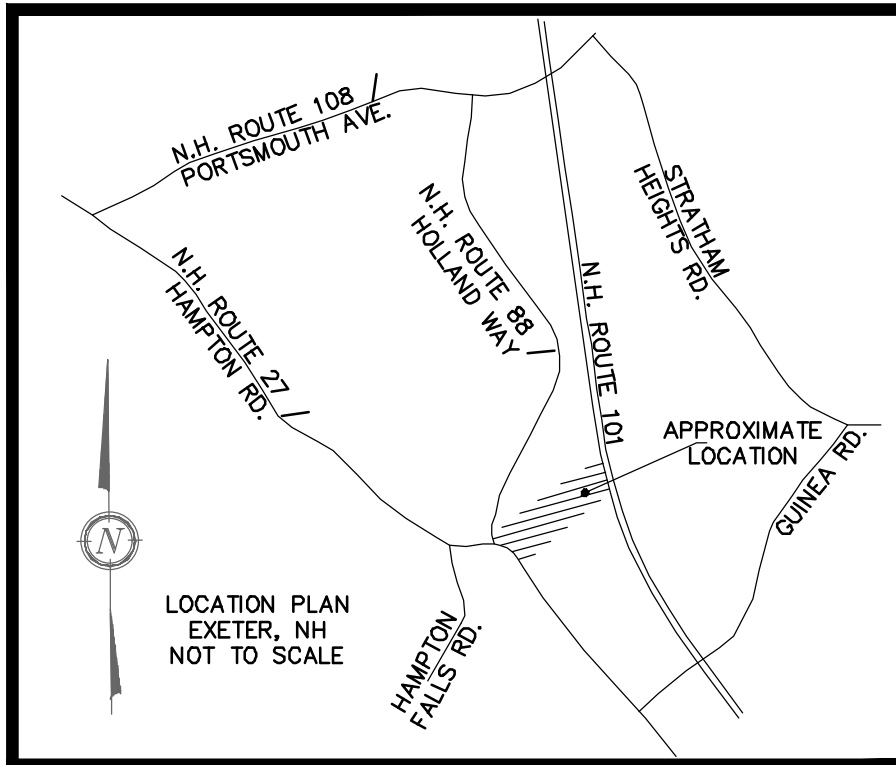 N.H. ROUTE 108
PORTSMOUTH AVE.
N.H. ROUTE 27
HAMPTON RD.
N.H. ROUTE 88
HOLLAND WAY
N.H. ROUTE 101
STRATHAM
HEIGHTS RD.
APPROXIMATE
LOCATION
GUINEA RD.
N
LOCATION PLAN
EXETER, NH
NOT TO SCALE
HAMPTON
FALLS RD.